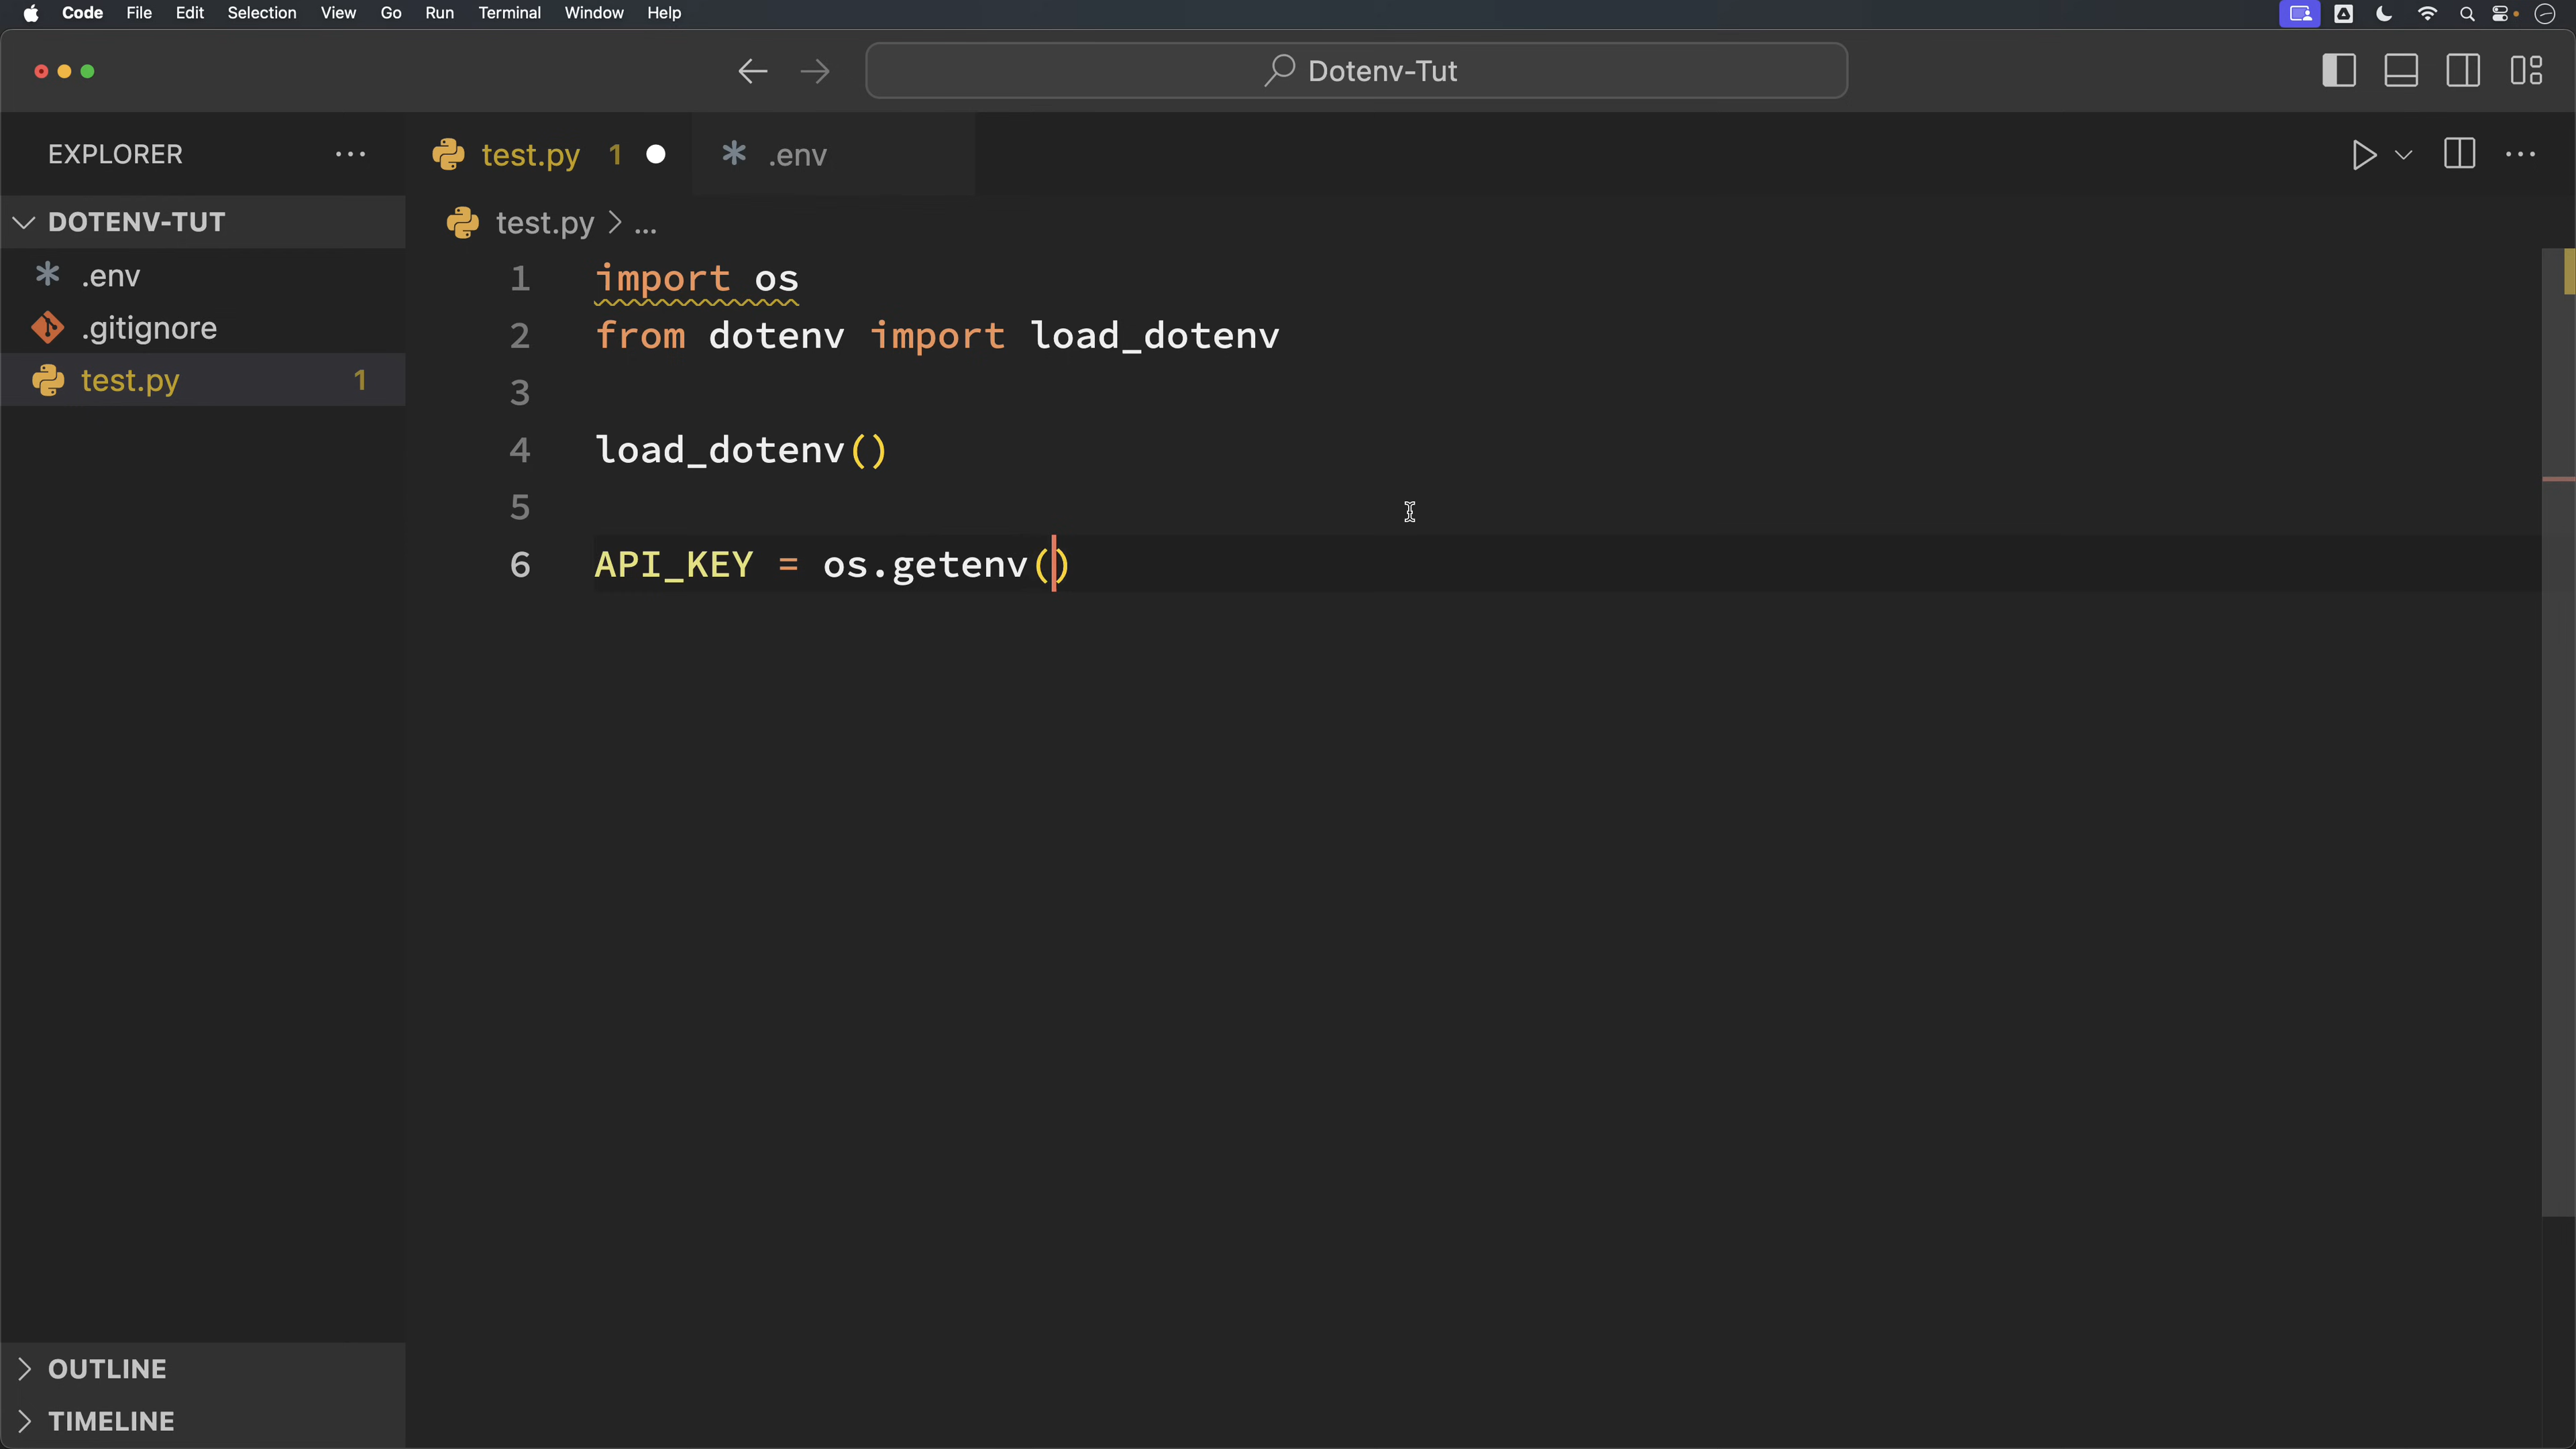 Code File Edit Selection View Go Run Terminal Window Help
Dotenv-Tut
EXPLORER ...
test.py 1
.env
DOTENV-TUT
.env
.gitignore
test.py 1
test.py > ...
1 import os
2 from dotenv import load_dotenv
3
4 load_dotenv()
5
6 API_KEY = os.getenv()
OUTLINE
TIMELINE